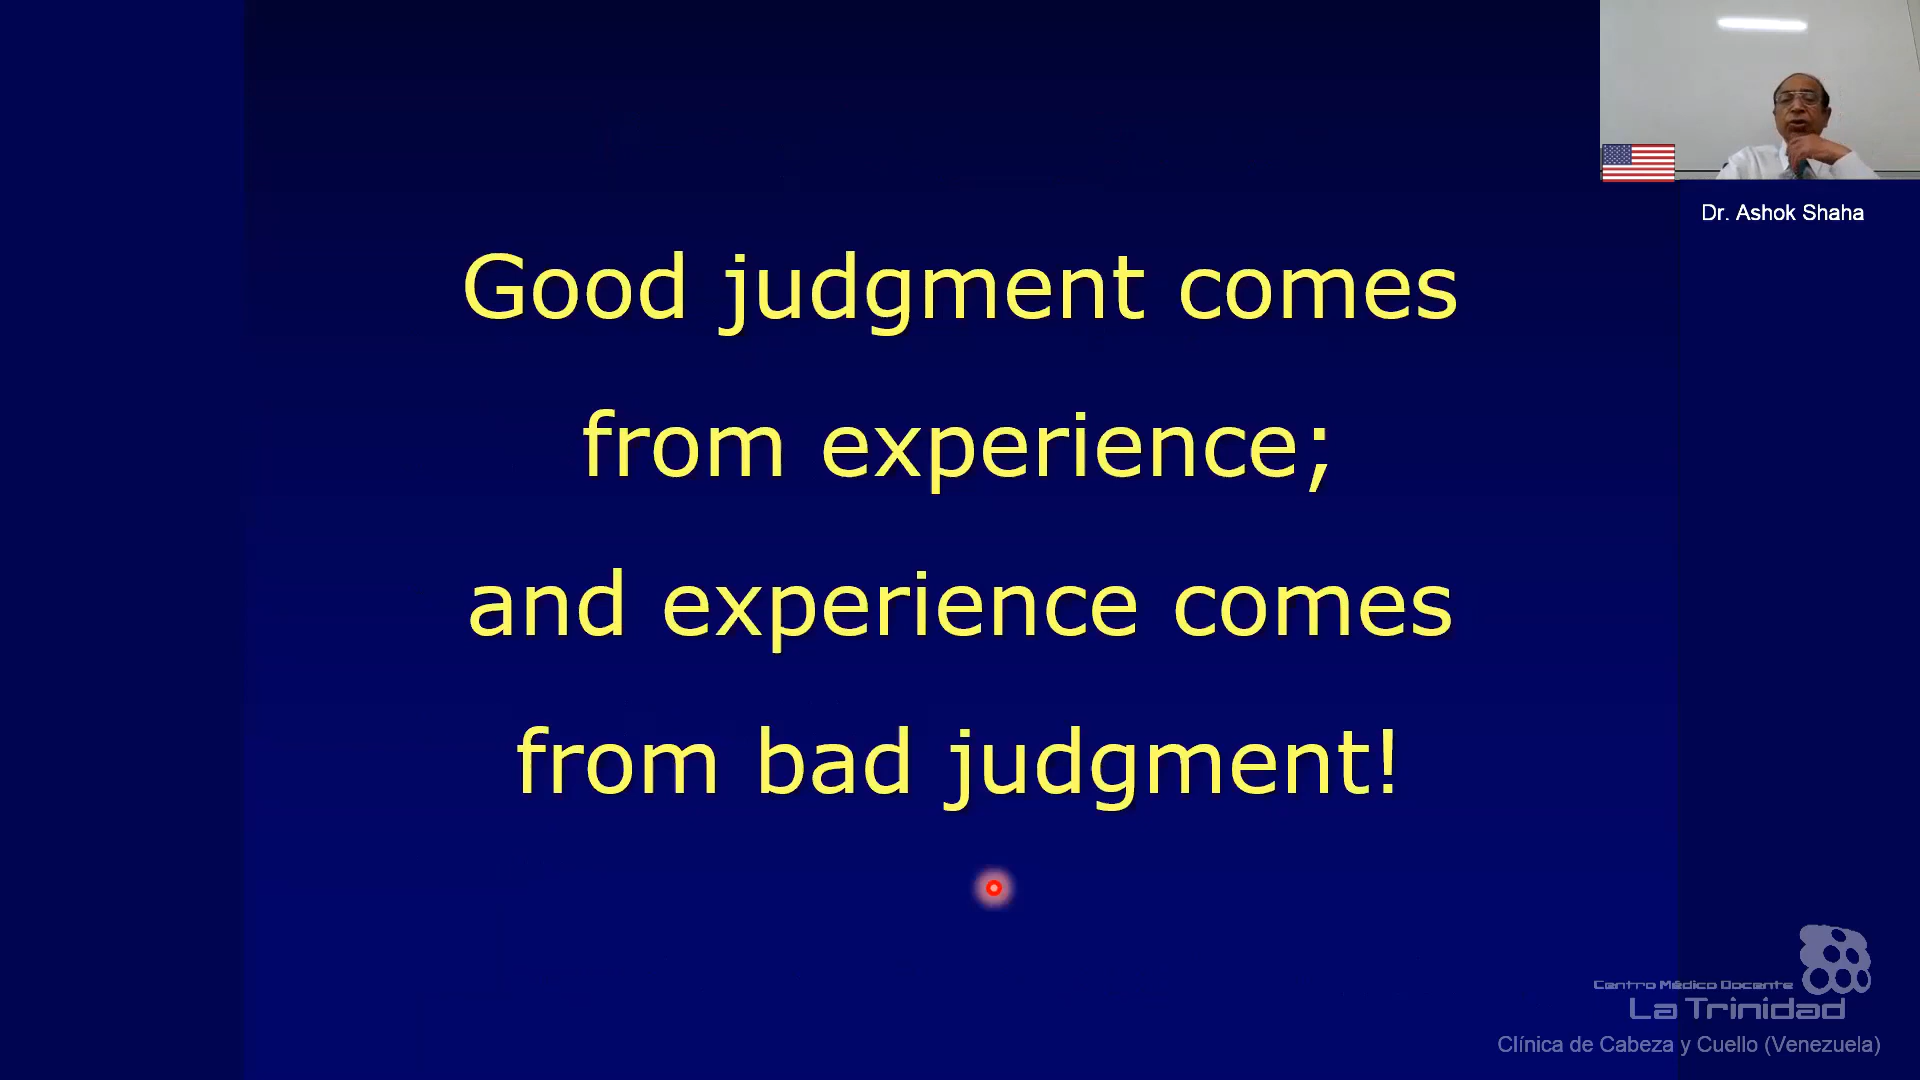 Good judgment comes
from experience;
and experience comes
from bad judgment!
Dr. Ashok Shaha
Centro Médico Docente
La Trinidad
Clínica de Cabeza y Cuello (Venezuela)